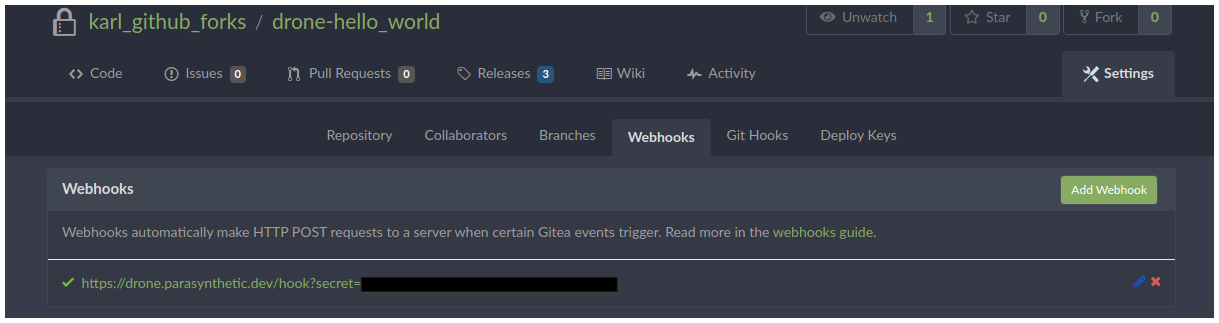 karl_github_forks / drone-hello_world
Unwatch 1 Star 0 Fork 0
Code Issues 0 Pull Requests 0 Releases 3 Wiki Activity Settings
Repository Collaborators Branches Webhooks Git Hooks Deploy Keys
Webhooks Add Webhook
Webhooks automatically make HTTP POST requests to a server when certain Gitea events trigger. Read more in the webhooks guide.
https://drone.parasynthetic.dev/hook?secret=